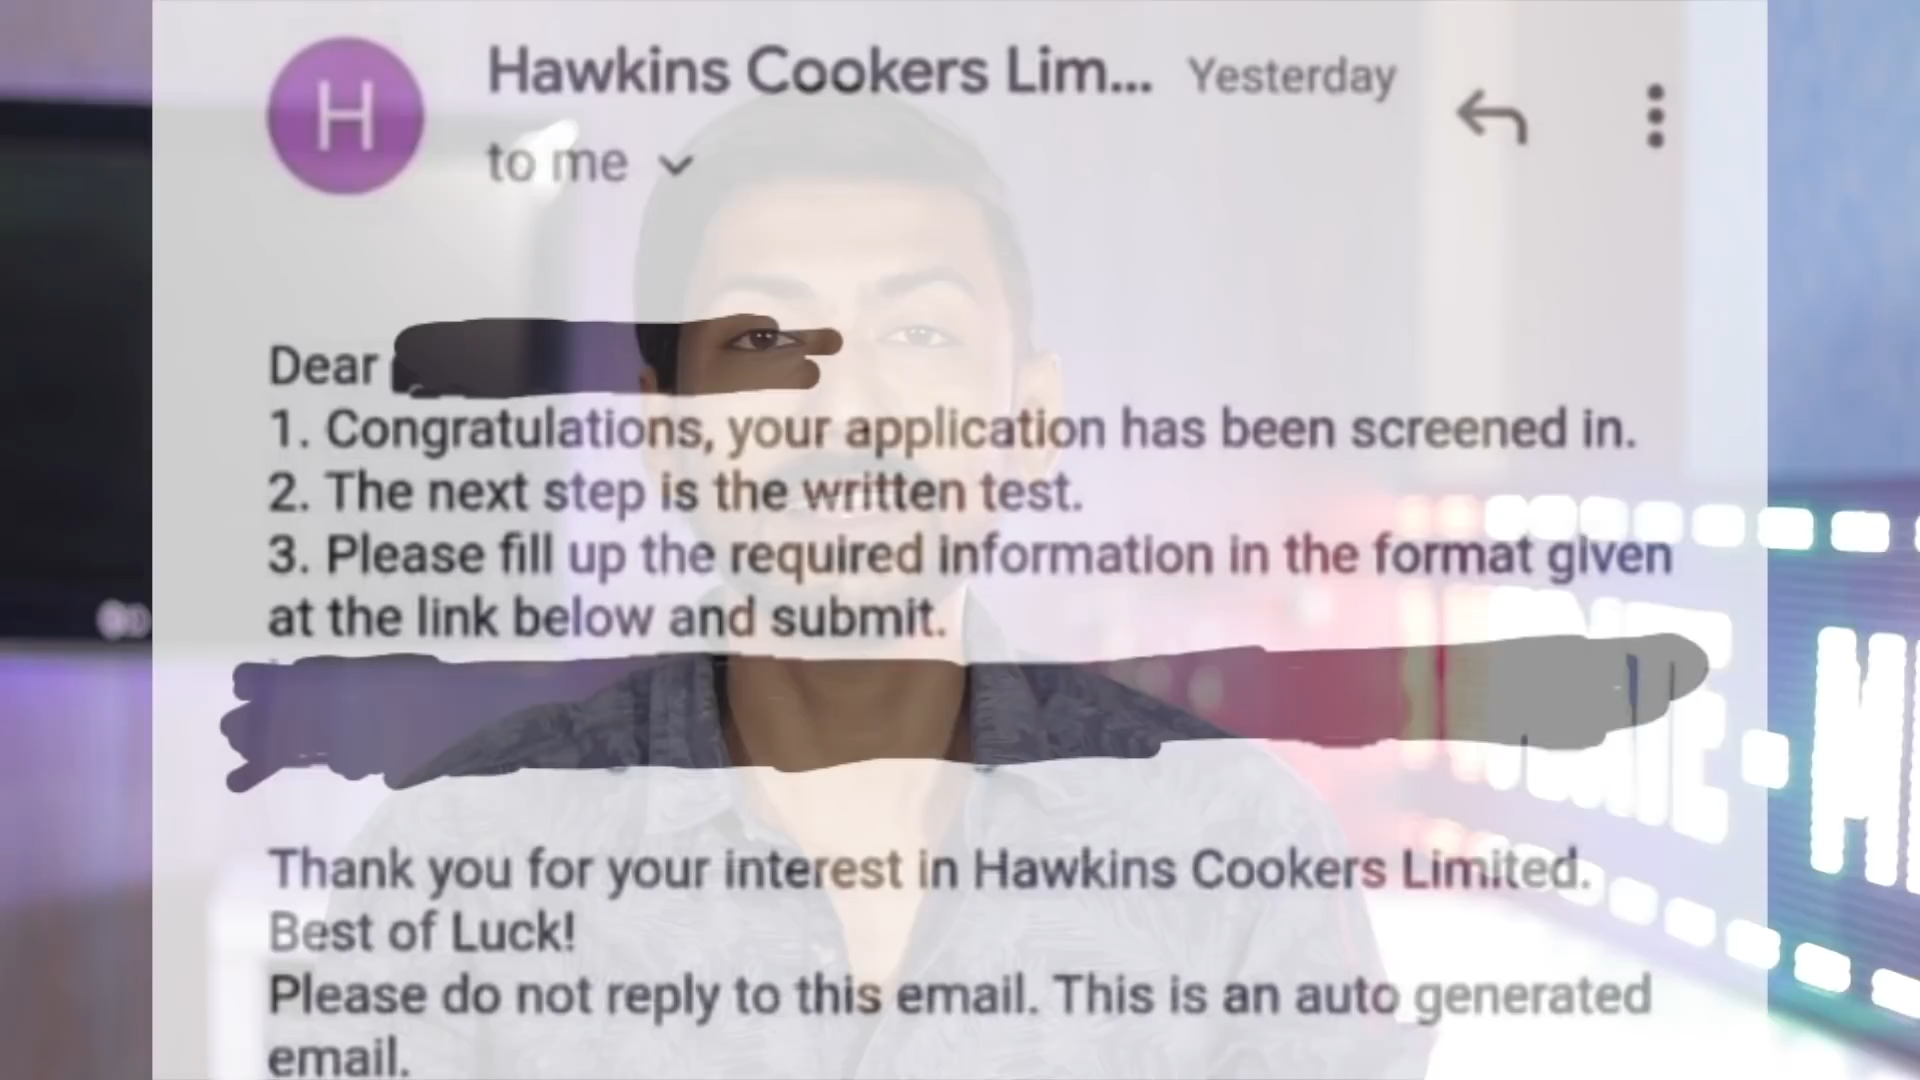 H
Hawkins Cookers Lim... Yesterday
to me
Dear
1. Congratulations, your application has been screened in.
2. The next step is the written test.
3. Please fill up the required information in the format given
at the link below and submit.
Thank you for your interest in Hawkins Cookers Limited.
Best of Luck!
Please do not reply to this email. This is an auto generated
email.